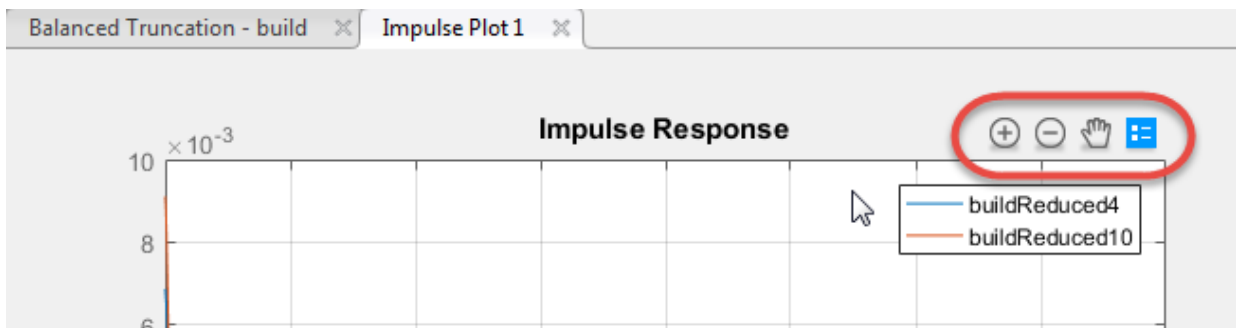 Balanced Truncation - build
Impulse Plot 1
Impulse Response
× 10-3
10
buildReduced4
8
buildReduced10
6